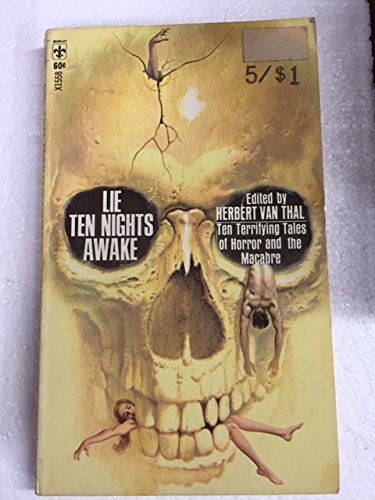 BERKLEY
60¢
X1558
5/$1
LIE
TEN NIGHTS
AWAKE
Edited by
HERBERT VAN THAL
Ten Terrifying Tales
of Horror and the
Macabre